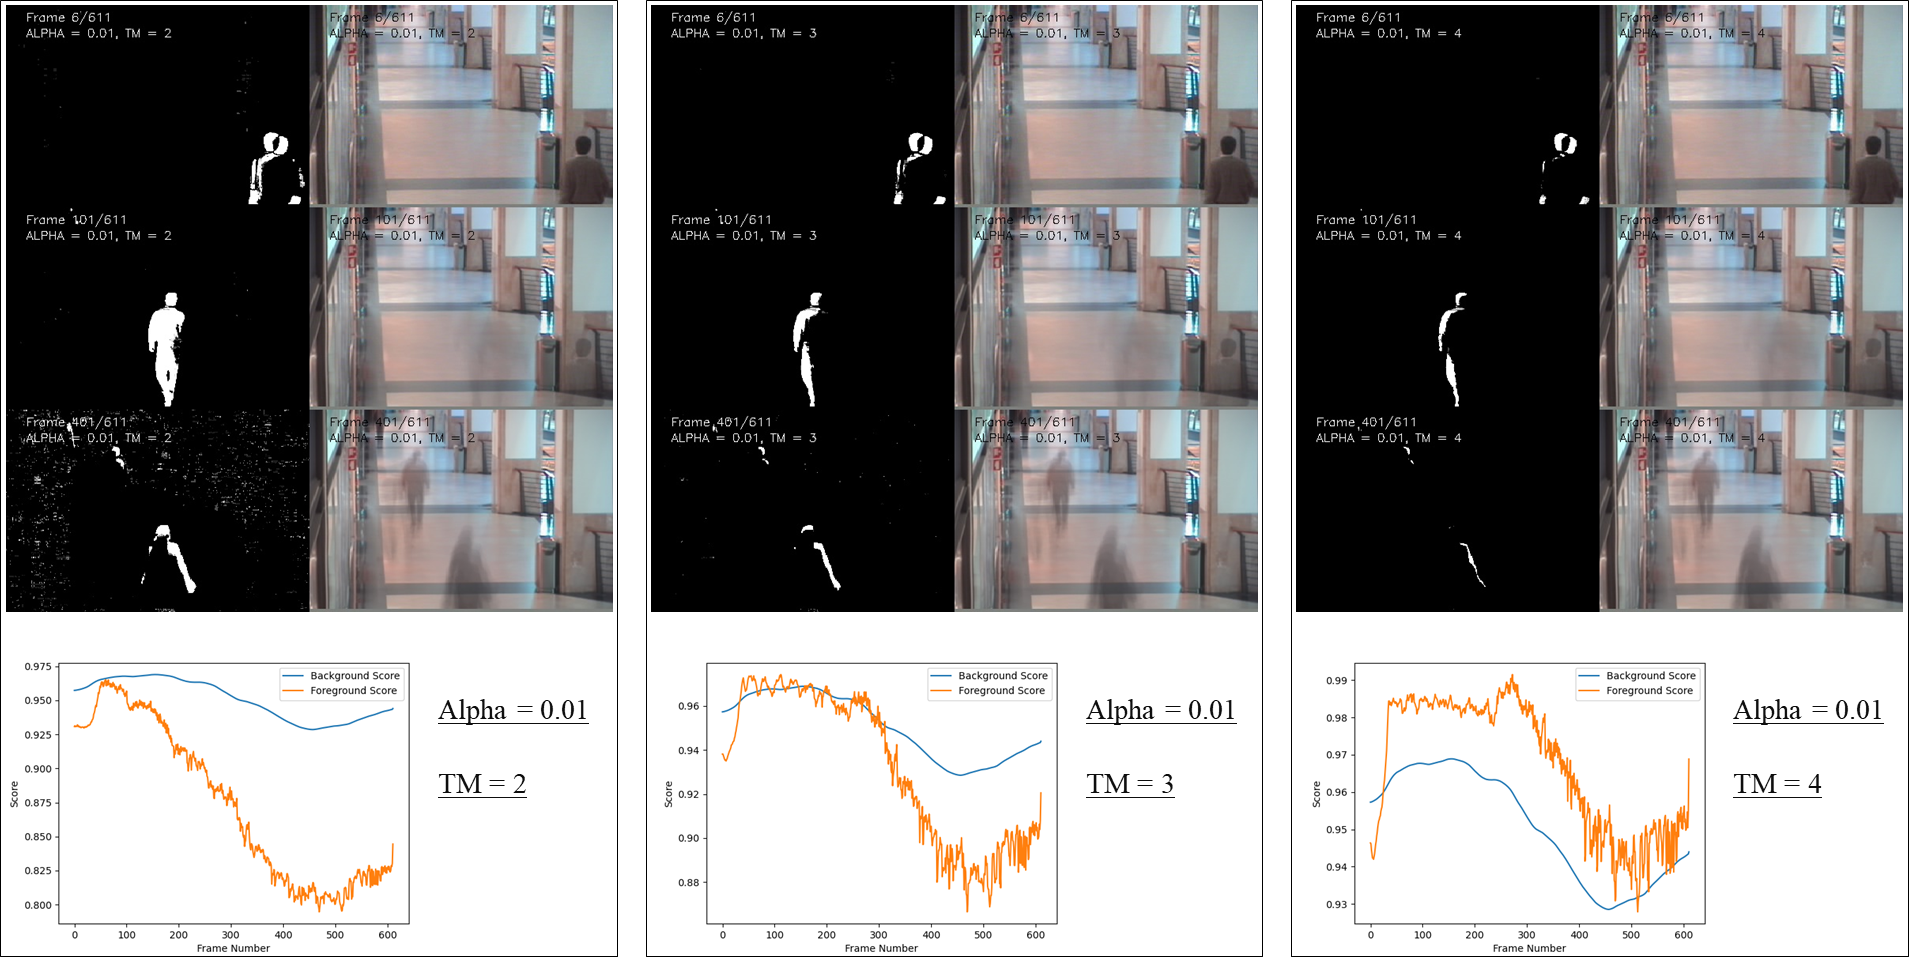 Frame 6/611
ALPHA = 0.01, TM = 2
Frame 6/611
ALPHA = 0.01, TM = 2
Frame 101/611
ALPHA = 0.01, TM = 2
Frame 101/611
ALPHA = 0.01, TM = 2
Frame 401/611
ALPHA = 0.01, TM = 2
Frame 401/611
ALPHA = 0.01, TM = 2
0.975
0.950
0.925
0.900
0.875
0.850
0.825
0.800
Score
Background Score
Foreground Score
0 100 200 300 400 500 600
Frame Number
Alpha = 0.01
TM = 2
Frame 6/611
ALPHA = 0.01, TM = 3
Frame 6/611
ALPHA = 0.01, TM = 3
Frame 101/611
ALPHA = 0.01, TM = 3
Frame 101/611
ALPHA = 0.01, TM = 3
Frame 401/611
ALPHA = 0.01, TM = 3
Frame 401/611
ALPHA = 0.01, TM = 3
0.96
0.94
0.92
0.90
0.88
Score
Background Score
Foreground Score
0 100 200 300 400 500 600
Frame Number
Alpha = 0.01
TM = 3
Frame 6/611
ALPHA = 0.01, TM = 4
Frame 6/611
ALPHA = 0.01, TM = 4
Frame 101/611
ALPHA = 0.01, TM = 4
Frame 101/611
ALPHA = 0.01, TM = 4
Frame 401/611
ALPHA = 0.01, TM = 4
Frame 401/611
ALPHA = 0.01, TM = 4
0.99
0.98
0.97
0.96
0.95
0.94
0.93
Score
Background Score
Foreground Score
0 100 200 300 400 500 600
Frame Number
Alpha = 0.01
TM = 4